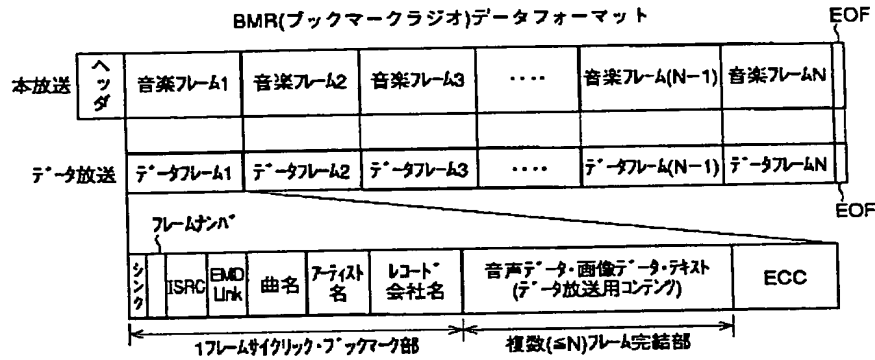 BMR(ブックマークラジオ)データフォーマット
EOF
本放送
ヘッダ
音楽フレーム1
音楽フレーム2
音楽フレーム3
‥‥
音楽フレーム(N-1)
音楽フレームN
データ放送
データフレーム1
データフレーム2
データフレーム3
‥‥
データフレーム(N-1)
データフレームN
EOF
フレームナンバ
シンク
ISRC
EMD
Link
曲名
アーティスト
名
レコード
会社名
音声データ・画像データ・テキスト
(データ放送用コンテンツ)
ECC
1フレームサイクリック・ブックマーク部
複数(≦N)フレーム完結部